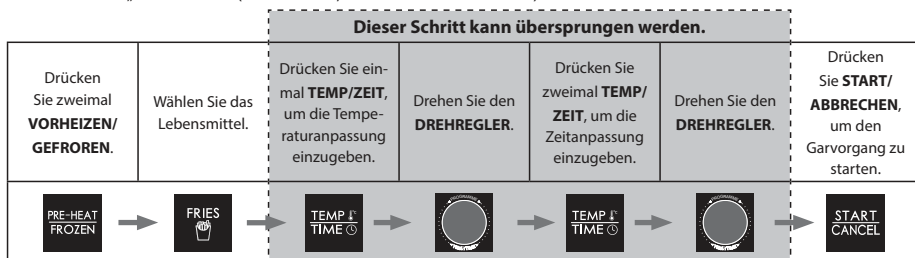 Dieser Schritt kann übersprungen werden.
Drücken
Sie zweimal
VORHEIZEN/
GEFROREN.
Wählen Sie das
Lebensmittel.
Drücken Sie ein-
mal TEMP/ZEIT,
um die Tempe-
raturanpassung
einzugeben.
Drehen Sie den
DREHREGLER.
Drücken Sie
zweimal TEMP/
ZEIT, um die
Zeitanpassung
einzugeben.
Drehen Sie den
DREHREGLER.
Drücken
Sie START/
ABBRECHEN,
um den
Garvorgang zu
starten.
PRE-HEAT
FROZEN
FRIES
TEMP
TIME
TEMP
TIME
START
CANCEL